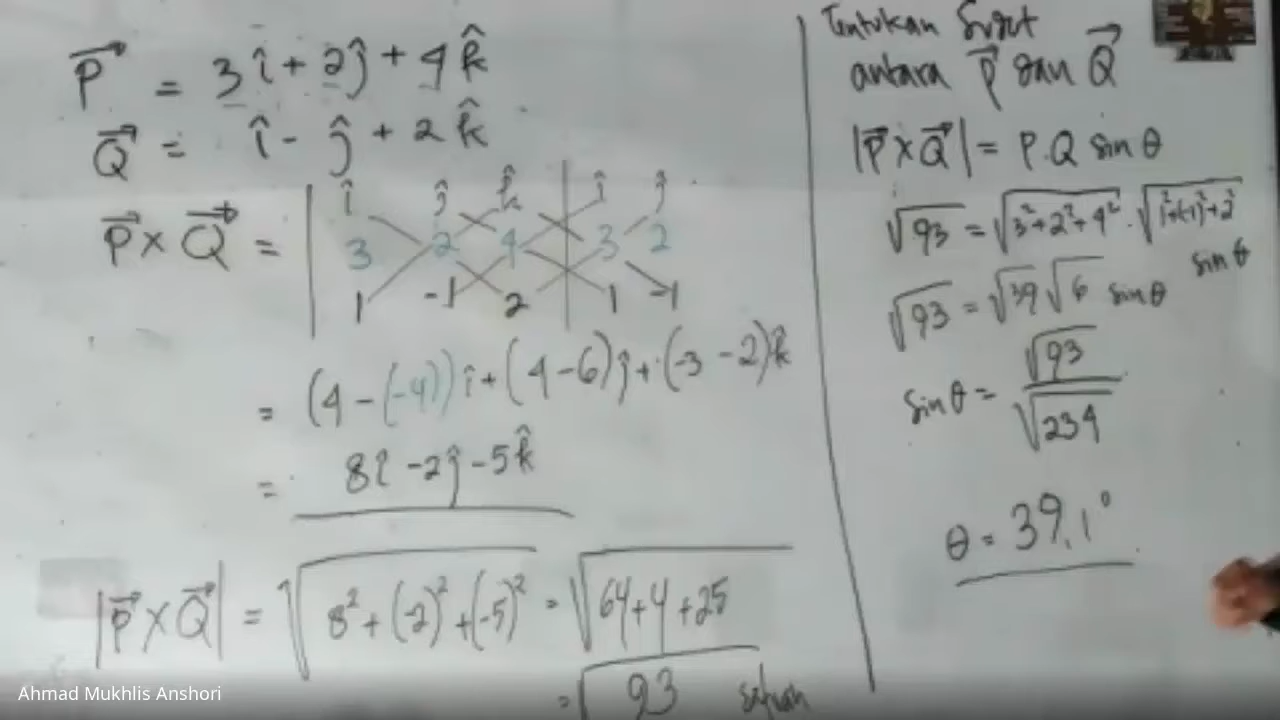 P⃗ = 3î + 2ĵ + 4k̂
Q⃗ = î - ĵ + 2k̂
P⃗ × Q⃗ = | î ĵ k̂ | î ĵ
3 2 4 | 3 2
1 -1 2 | 1 -1
= (4 - (-4)) î + (4 - 6) ĵ + (-3 - 2) k̂
= 8î - 2ĵ - 5k̂
|P⃗ × Q⃗| = √(8² + (-2)² + (-5)²) = √(64 + 4 + 25)
= √93 satuan
Tentukan Sudut
antara P⃗ dan Q⃗
|P⃗ × Q⃗| = P.Q sin θ
√93 = √(3² + 2² + 4²) . √(1² + (-1)² + 2²)
sin θ
√93 = √39 √6 sin θ
sin θ = √93 / √234
θ = 39,1°
Ahmad Mukhlis Anshori